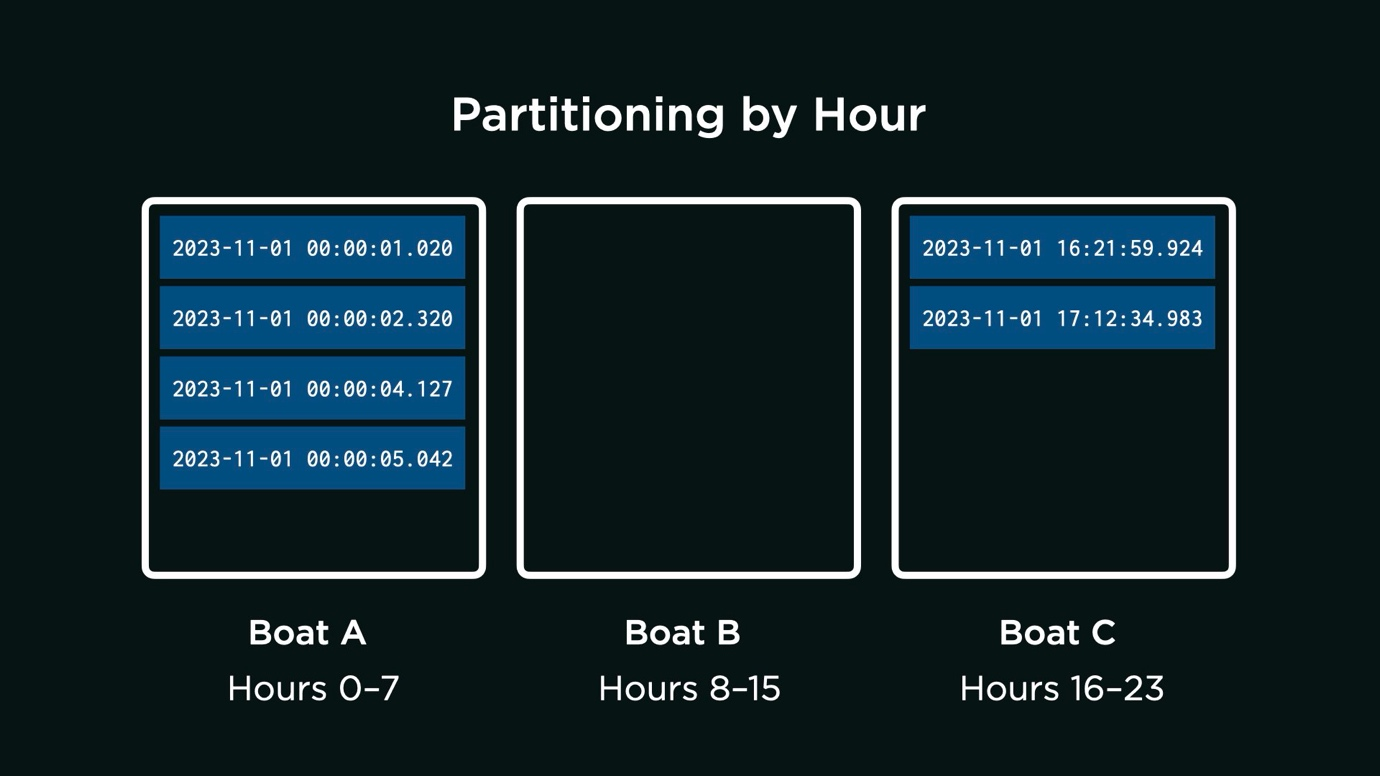 Partitioning by Hour
2023-11-01 00:00:01.020
2023-11-01 00:00:02.320
2023-11-01 00:00:04.127
2023-11-01 00:00:05.042
Boat A
Hours 0–7
Boat B
Hours 8–15
2023-11-01 16:21:59.924
2023-11-01 17:12:34.983
Boat C
Hours 16–23